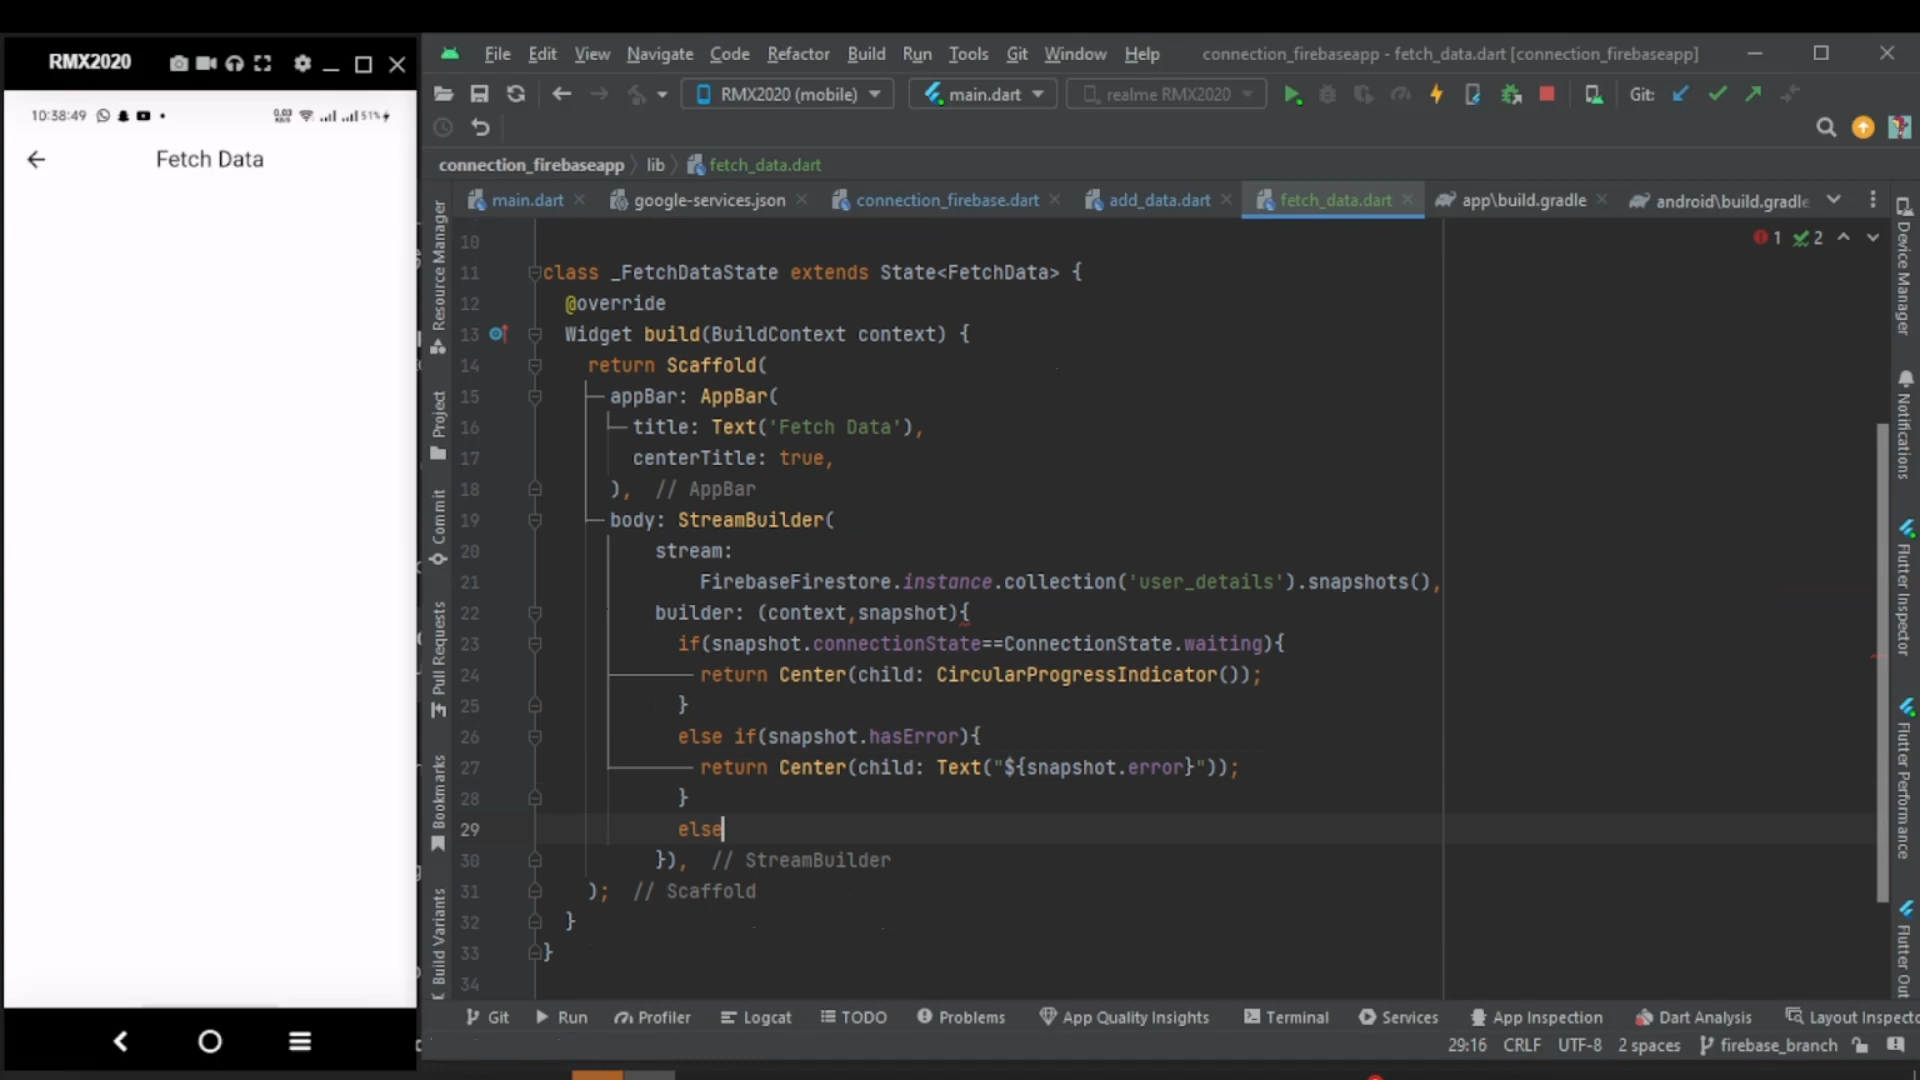 RMX2020
10:38:49
0.03 KB/S
51%
Fetch Data
File Edit View Navigate Code Refactor Build Run Tools Git Window Help
connection_firebaseapp - fetch_data.dart [connection_firebaseapp]
RMX2020 (mobile) main.dart realme RMX2020 Git:
connection_firebaseapp lib fetch_data.dart
main.dart google-services.json connection_firebase.dart add_data.dart fetch_data.dart app\build.gradle android\build.gradle
1 2
10
11 class _FetchDataState extends State<FetchData> {
12 @override
13 Widget build(BuildContext context) {
14 return Scaffold(
15 appBar: AppBar(
16 title: Text('Fetch Data'),
17 centerTitle: true,
18 ), // AppBar
19 body: StreamBuilder(
20 stream:
21 FirebaseFirestore.instance.collection('user_details').snapshots(),
22 builder: (context,snapshot){
23 if(snapshot.connectionState==ConnectionState.waiting){
24 return Center(child: CircularProgressIndicator());
25 }
26 else if(snapshot.hasError){
27 return Center(child: Text("${snapshot.error}"));
28 }
29 else
30 }), // StreamBuilder
31 ); // Scaffold
32 }
33 }
34
Resource Manager
Project
Commit
Pull Requests
Bookmarks
Build Variants
Device Manager
Notifications
Flutter Inspector
Flutter Performance
Flutter Out
Git Run Profiler Logcat TODO Problems App Quality Insights Terminal Services App Inspection Dart Analysis Layout Inspecto
29:16 CRLF UTF-8 2 spaces firebase_branch